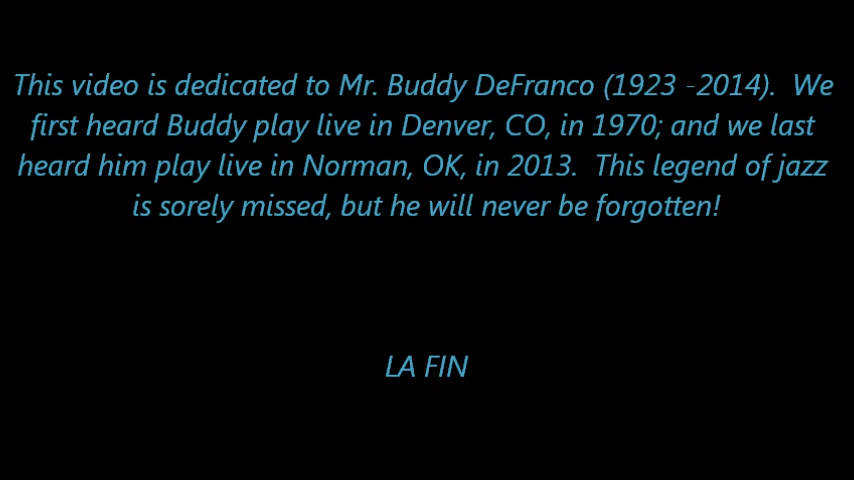 This video is dedicated to Mr. Buddy DeFranco (1923 -2014).  We
first heard Buddy play live in Denver, CO, in 1970; and we last
heard him play live in Norman, OK, in 2013.  This legend of jazz
is sorely missed, but he will never be forgotten!
LA FIN